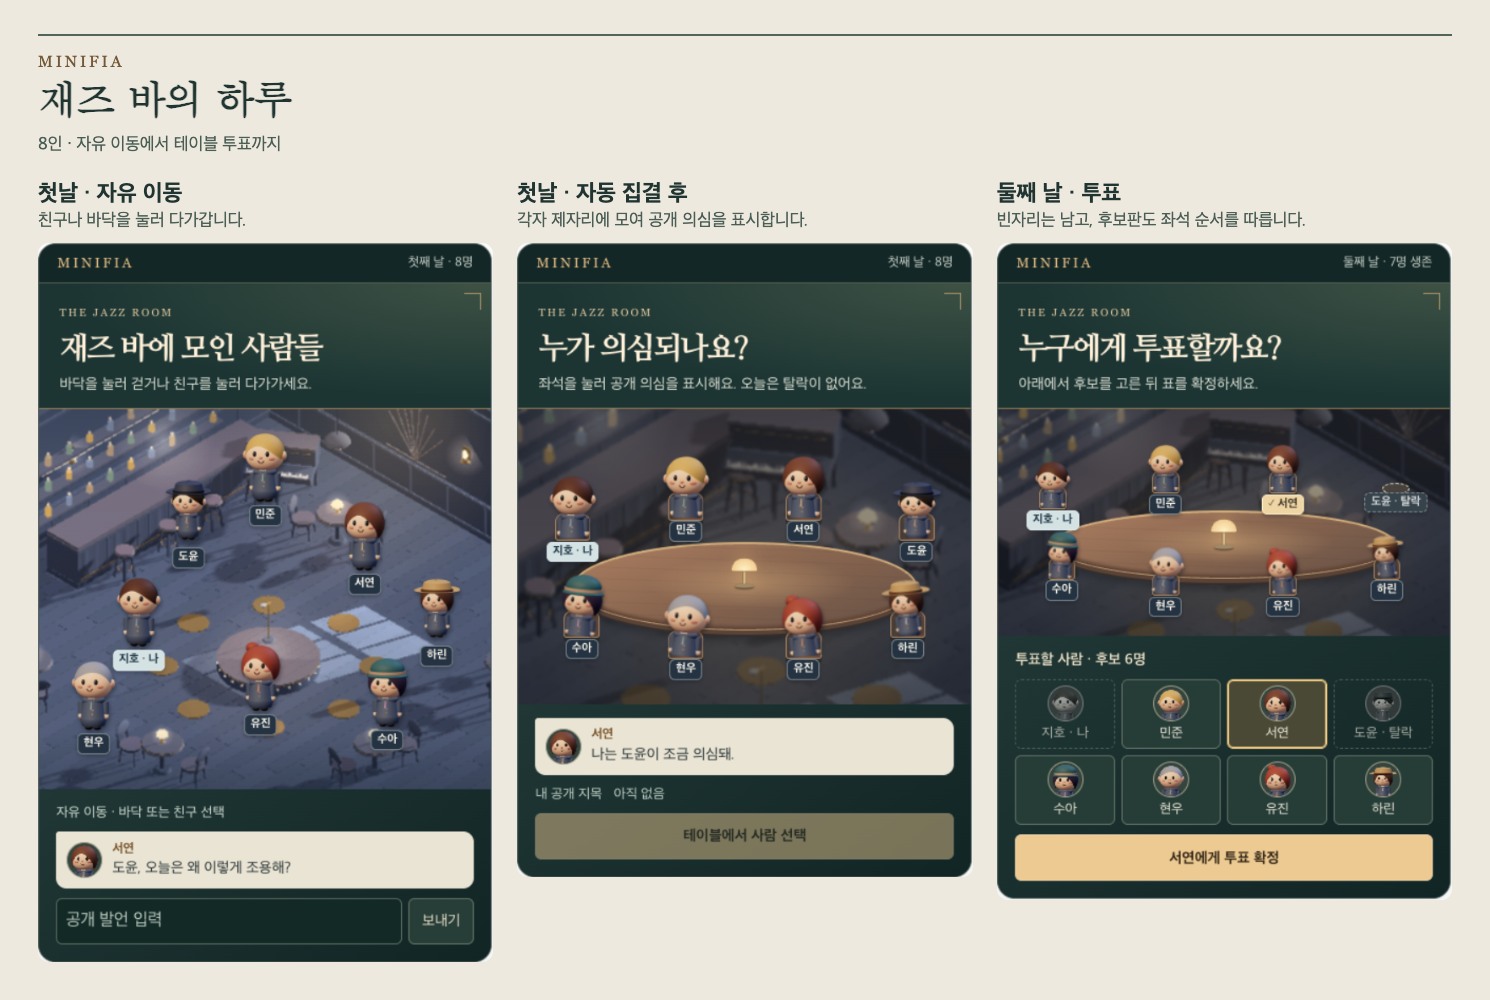 MINIFIA
재즈 바의 하루
8인 · 자유 이동에서 테이블 투표까지
첫날 · 자유 이동
친구나 바닥을 눌러 다가갑니다.
MINIFIA
첫째 날 · 8명
THE JAZZ ROOM
재즈 바에 모인 사람들
바닥을 눌러 걷거나 친구를 눌러 다가가세요.
민준
도윤
서연
지호 · 나
하린
현우
유진
수아
자유 이동 · 바닥 또는 친구 선택
서연
도윤, 오늘은 왜 이렇게 조용해?
공개 발언 입력
보내기
첫날 · 자동 집결 후
각자 제자리에 모여 공개 의심을 표시합니다.
MINIFIA
첫째 날 · 8명
THE JAZZ ROOM
누가 의심되나요?
좌석을 눌러 공개 의심을 표시해요. 오늘은 탈락이 없어요.
지호 · 나
민준
서연
도윤
수아
현우
유진
하린
서연
나는 도윤이 조금 의심돼.
내 공개 지목 아직 없음
테이블에서 사람 선택
둘째 날 · 투표
빈자리는 남고, 후보판도 좌석 순서를 따릅니다.
MINIFIA
둘째 날 · 7명 생존
THE JAZZ ROOM
누구에게 투표할까요?
아래에서 후보를 고른 뒤 표를 확정하세요.
지호 · 나
민준
✓ 서연
도윤 · 탈락
수아
현우
유진
하린
투표할 사람 · 후보 6명
지호 · 나
민준
서연
도윤 · 탈락
수아
현우
유진
하린
서연에게 투표 확정